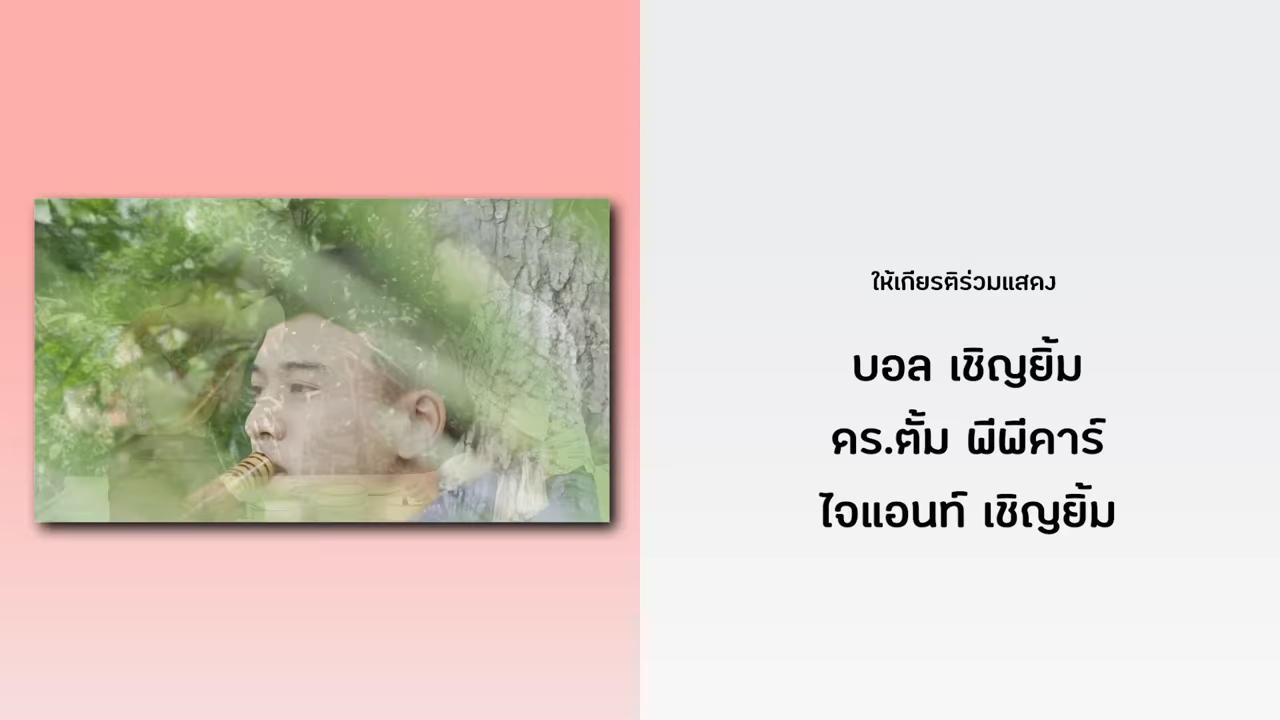 ให้เกียรติร่วมแสดง
บอล เชิญยิ้ม
ดร.ตั้ม พีพีคาร์
ไจแอนท์ เชิญยิ้ม